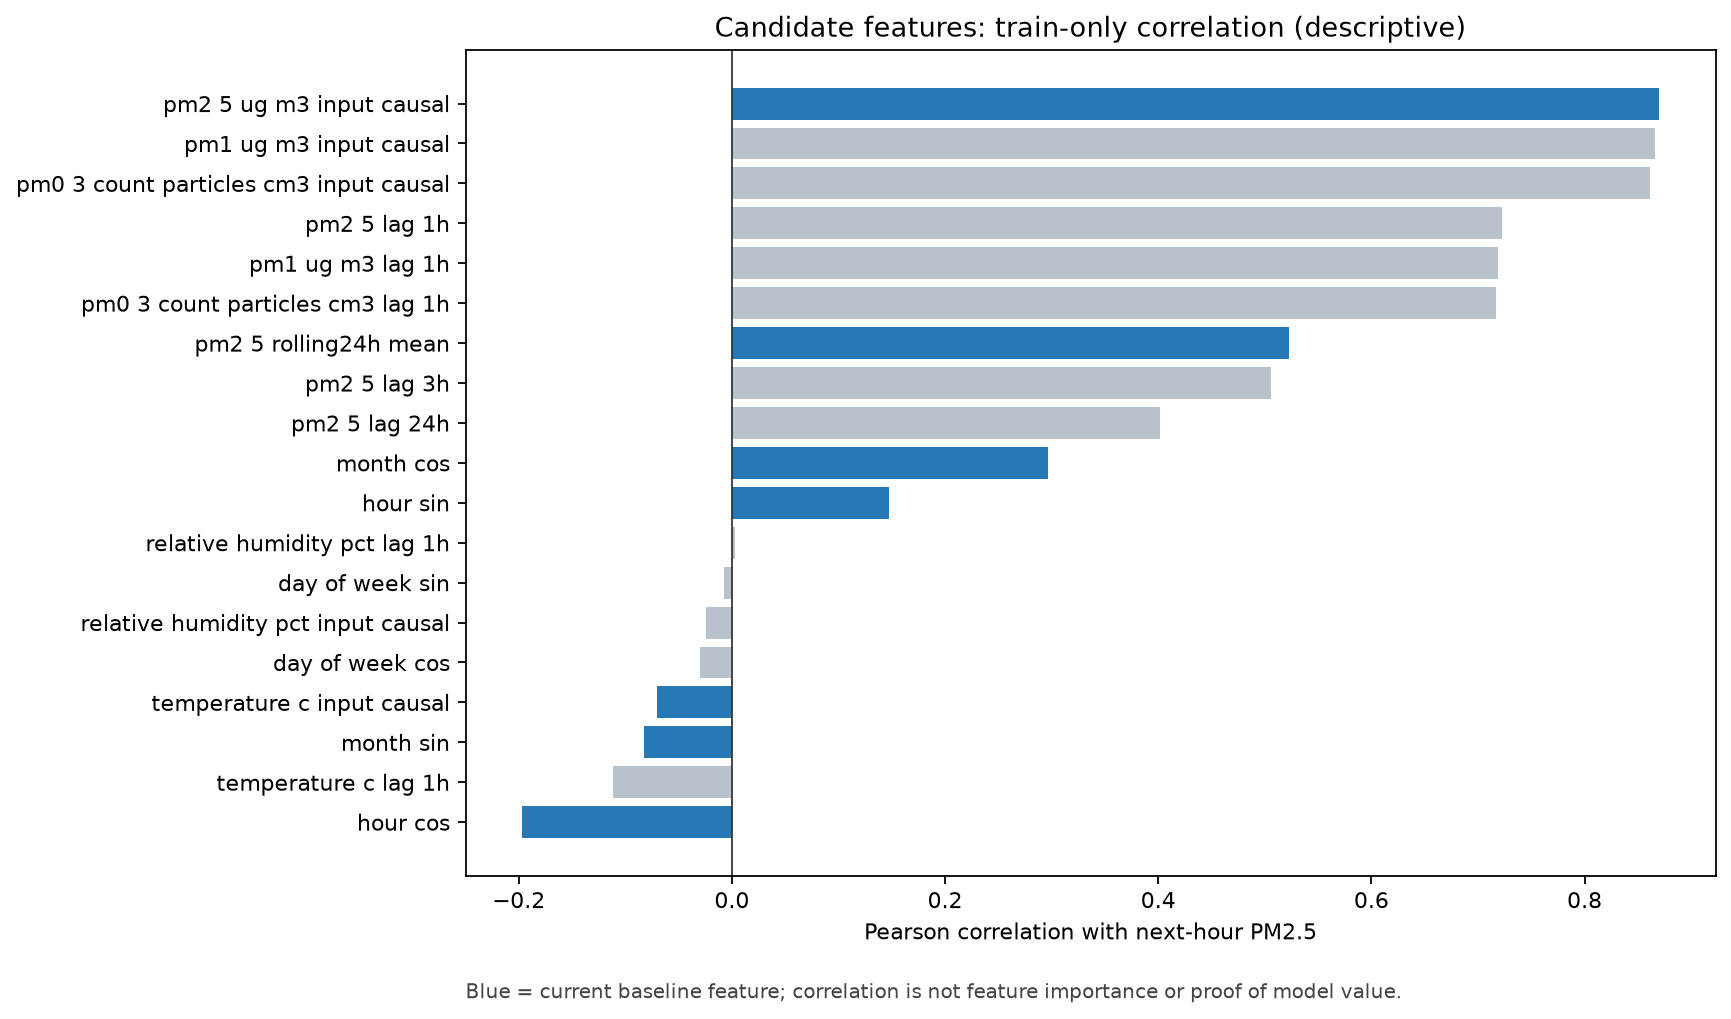 Candidate features: train-only correlation (descriptive)
pm2 5 ug m3 input causal
pm1 ug m3 input causal
pm0 3 count particles cm3 input causal
pm2 5 lag 1h
pm1 ug m3 lag 1h
pm0 3 count particles cm3 lag 1h
pm2 5 rolling24h mean
pm2 5 lag 3h
pm2 5 lag 24h
month cos
hour sin
relative humidity pct lag 1h
day of week sin
relative humidity pct input causal
day of week cos
temperature c input causal
month sin
temperature c lag 1h
hour cos
−0.2 0.0 0.2 0.4 0.6 0.8
Pearson correlation with next-hour PM2.5
Blue = current baseline feature; correlation is not feature importance or proof of model value.